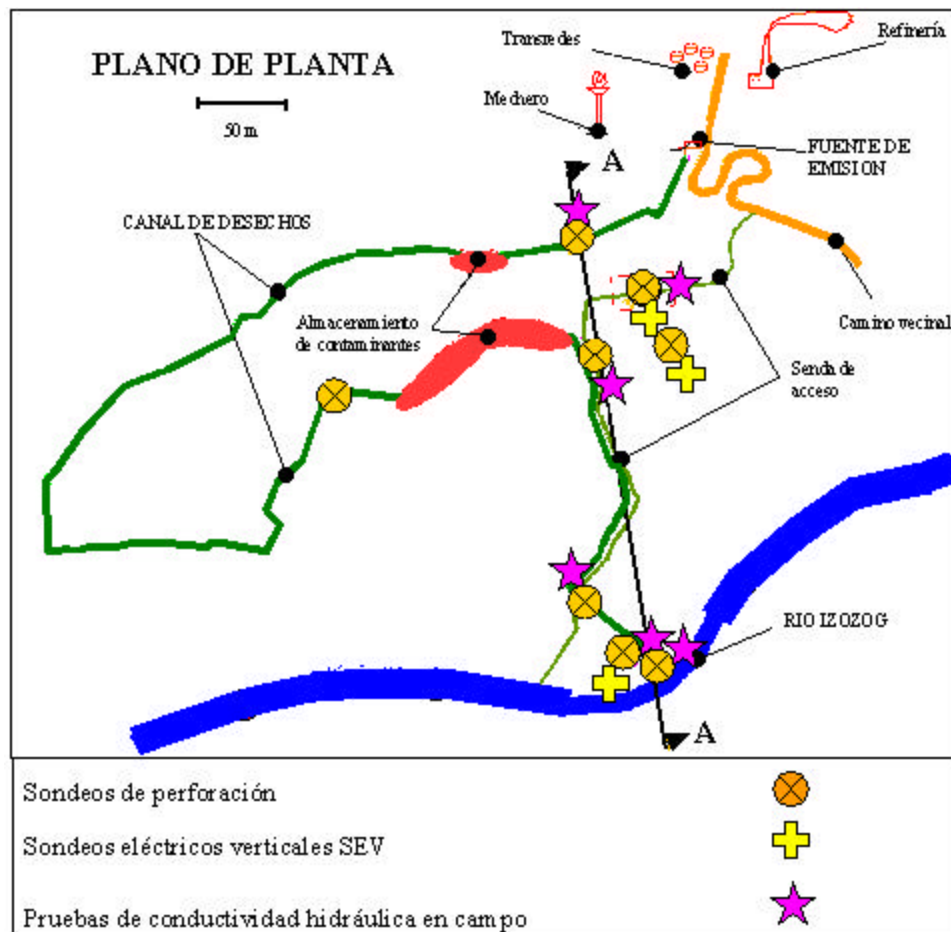 PLANO DE PLANTA
50 m
Transredes
Refinería
Mechero
A
FUENTE DE
EMISION
CANAL DE DESECHOS
Almacenamiento
de contaminantes
Camino vecinal
Senda de
acceso
RIO IZOZOG
A
Sondeos de perforación
Sondeos eléctricos verticales SEV
Pruebas de conductividad hidráulica en campo